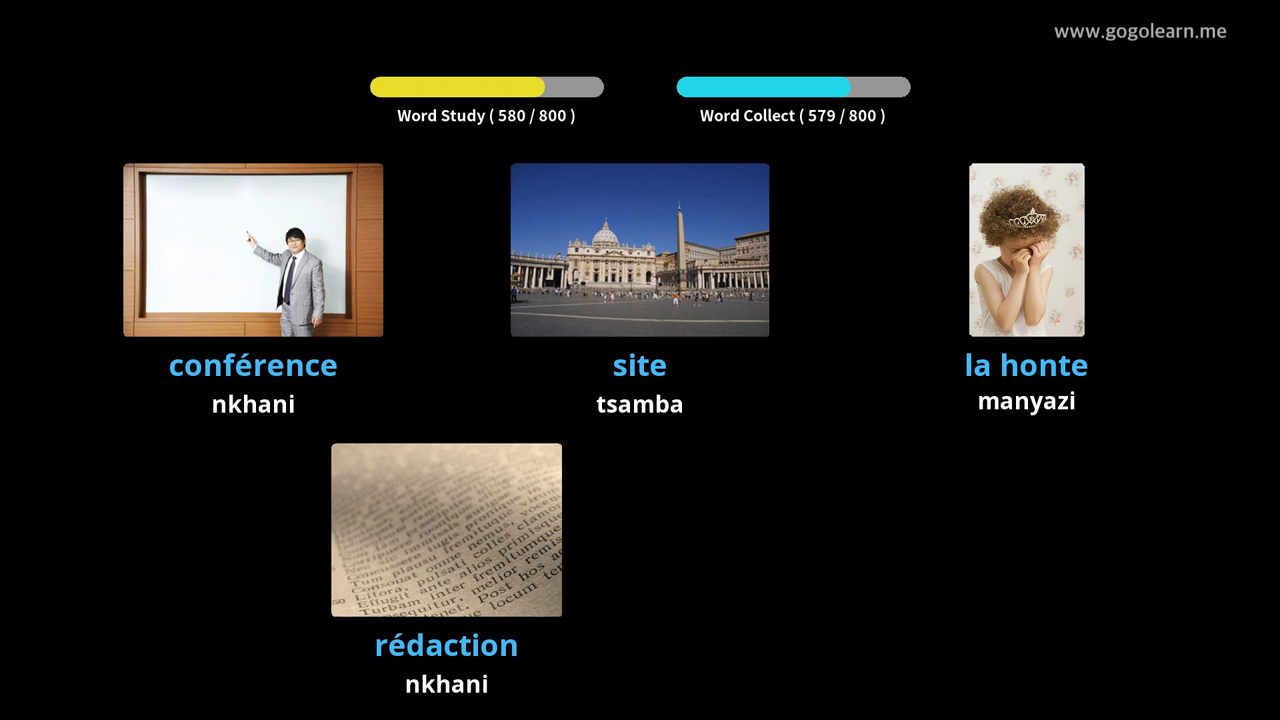 www.gogolearn.me
Word Study ( 580 / 800 )
Word Collect ( 579 / 800 )
conférence
nkhani
site
tsamba
la honte
manyazi
rédaction
nkhani